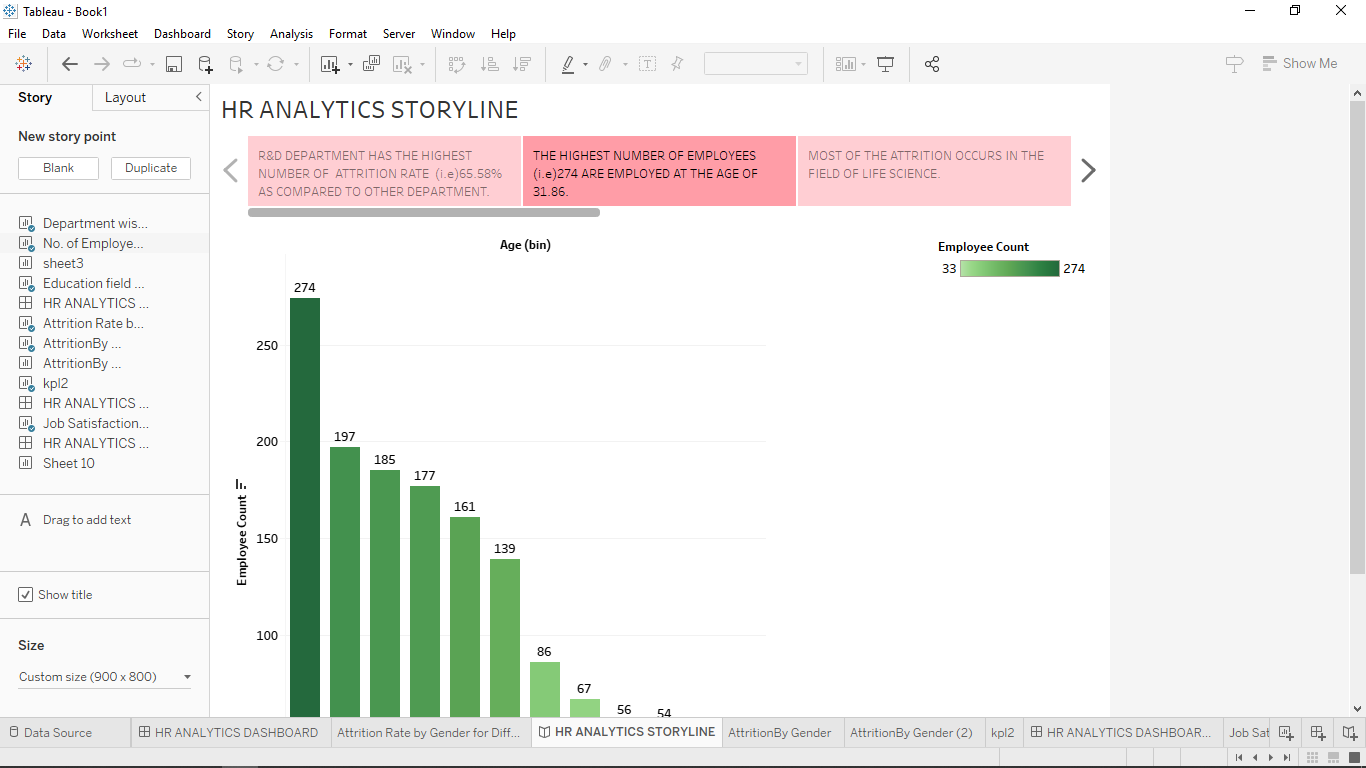 Tableau - Book1
File Data Worksheet Dashboard Story Analysis Format Server Window Help
Show Me
Story Layout
New story point
Blank Duplicate
Department wis...
No. of Employe...
sheet3
Education field ...
HR ANALYTICS ...
Attrition Rate b...
AttritionBy ...
AttritionBy ...
kpl2
HR ANALYTICS ...
Job Satisfaction...
HR ANALYTICS ...
Sheet 10
A Drag to add text
Show title
Size
Custom size (900 x 800)
HR ANALYTICS STORYLINE
R&D DEPARTMENT HAS THE HIGHEST
NUMBER OF  ATTRITION RATE  (i.e)65.58%
AS COMPARED TO OTHER DEPARTMENT.
THE HIGHEST NUMBER OF EMPLOYEES
(i.e)274 ARE EMPLOYED AT THE AGE OF
31.86.
MOST OF THE ATTRITION OCCURS IN THE
FIELD OF LIFE SCIENCE.
Age (bin)
Employee Count
33 274
274
250
200
197
185
177
161
150
139
100
86
67
56
54
Employee Count
Data Source HR ANALYTICS DASHBOARD Attrition Rate by Gender for Diff... HR ANALYTICS STORYLINE AttritionBy Gender AttritionBy Gender (2) kpl2 HR ANALYTICS DASHBOAR... Job Sat